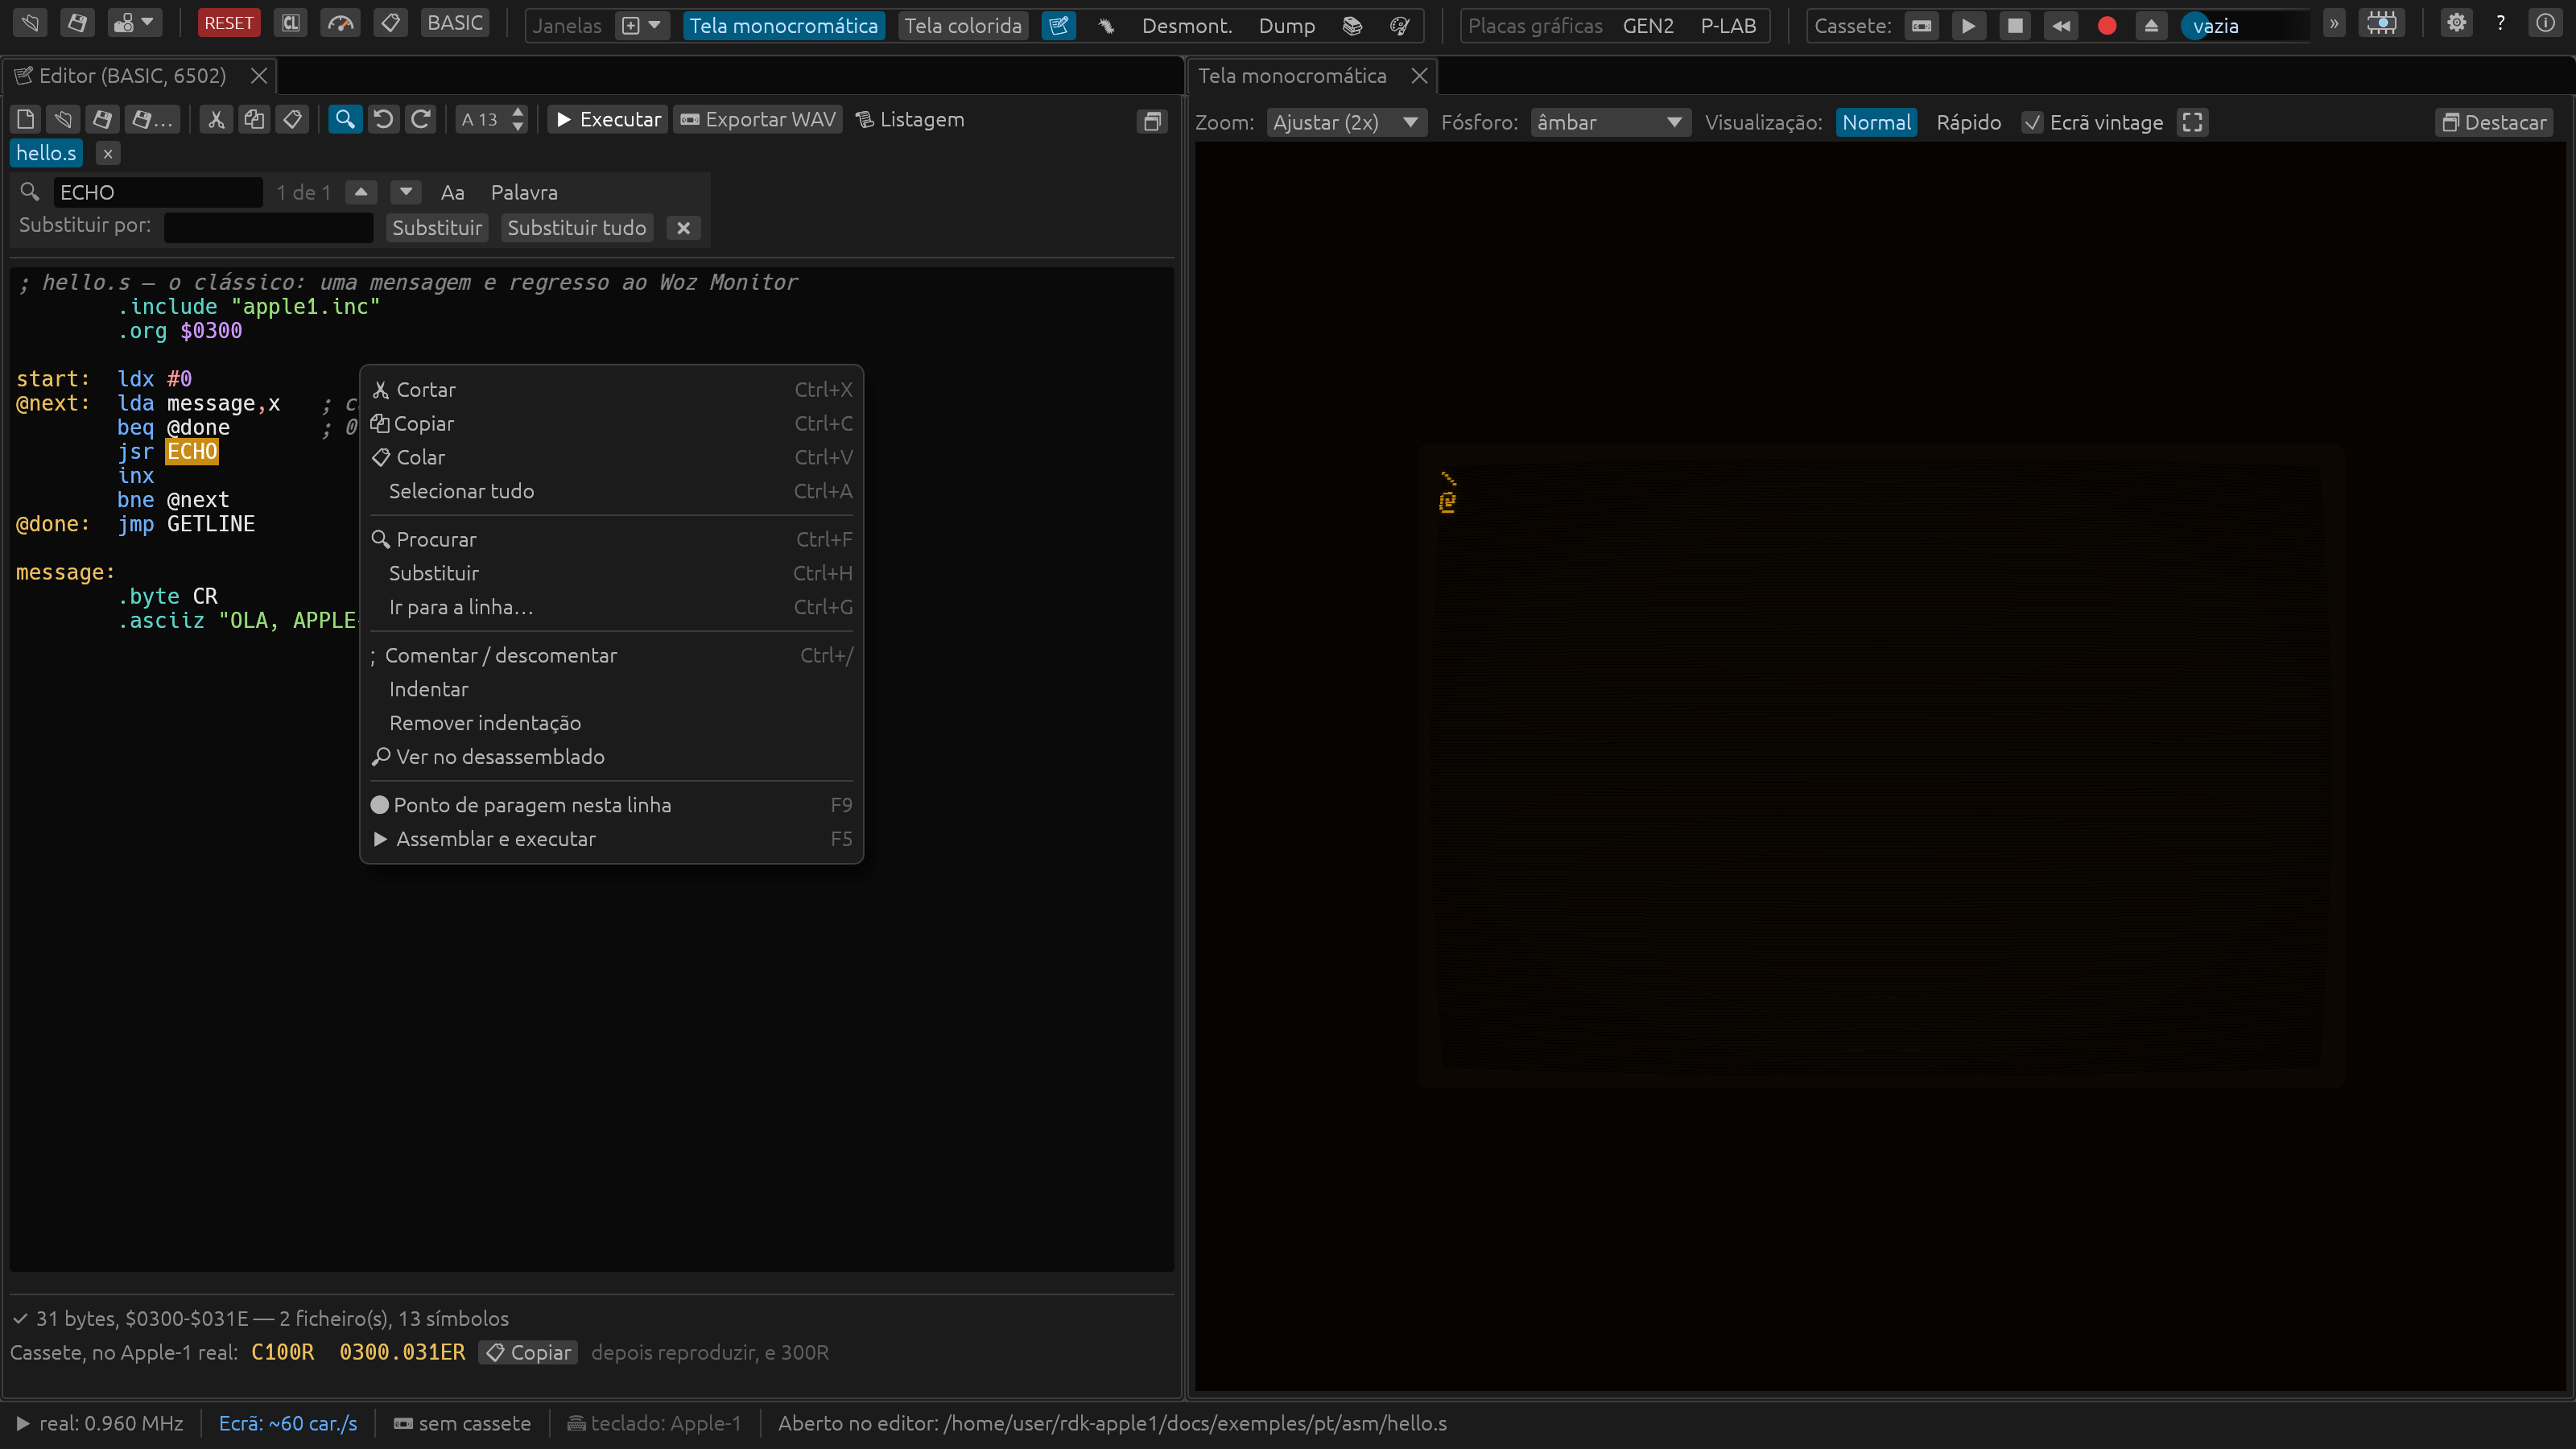 RESET BASIC Janelas Tela monocromática Tela colorida Desmont. Dump Placas gráficas GEN2 P-LAB Cassete: vazia » ?
Editor (BASIC, 6502)
A 13 Executar Exportar WAV Listagem
hello.s ×
ECHO 1 de 1 Aa Palavra
Substituir por: Substituir Substituir tudo ×
; hello.s — o clássico: uma mensagem e regresso ao Woz Monitor
.include "apple1.inc"
.org $0300
start: ldx #0
@next: lda message,x ; c
beq @done ; 0
jsr ECHO
inx
bne @next
@done: jmp GETLINE
message:
.byte CR
.asciiz "OLA, APPLE
Cortar Ctrl+X
Copiar Ctrl+C
Colar Ctrl+V
Selecionar tudo Ctrl+A
Procurar Ctrl+F
Substituir Ctrl+H
Ir para a linha… Ctrl+G
; Comentar / descomentar Ctrl+/
Indentar
Remover indentação
Ver no desassemblado
Ponto de paragem nesta linha F9
Assemblar e executar F5
✓ 31 bytes, $0300-$031E — 2 ficheiro(s), 13 símbolos
Cassete, no Apple-1 real: C100R 0300.031ER Copiar depois reproduzir, e 300R
Tela monocromática
Zoom: Ajustar (2x) Fósforo: âmbar Visualização: Normal Rápido Ecrã vintage Destacar
\
@
real: 0.960 MHz Ecrã: ~60 car./s sem cassete teclado: Apple-1 Aberto no editor: /home/user/rdk-apple1/docs/exemples/pt/asm/hello.s